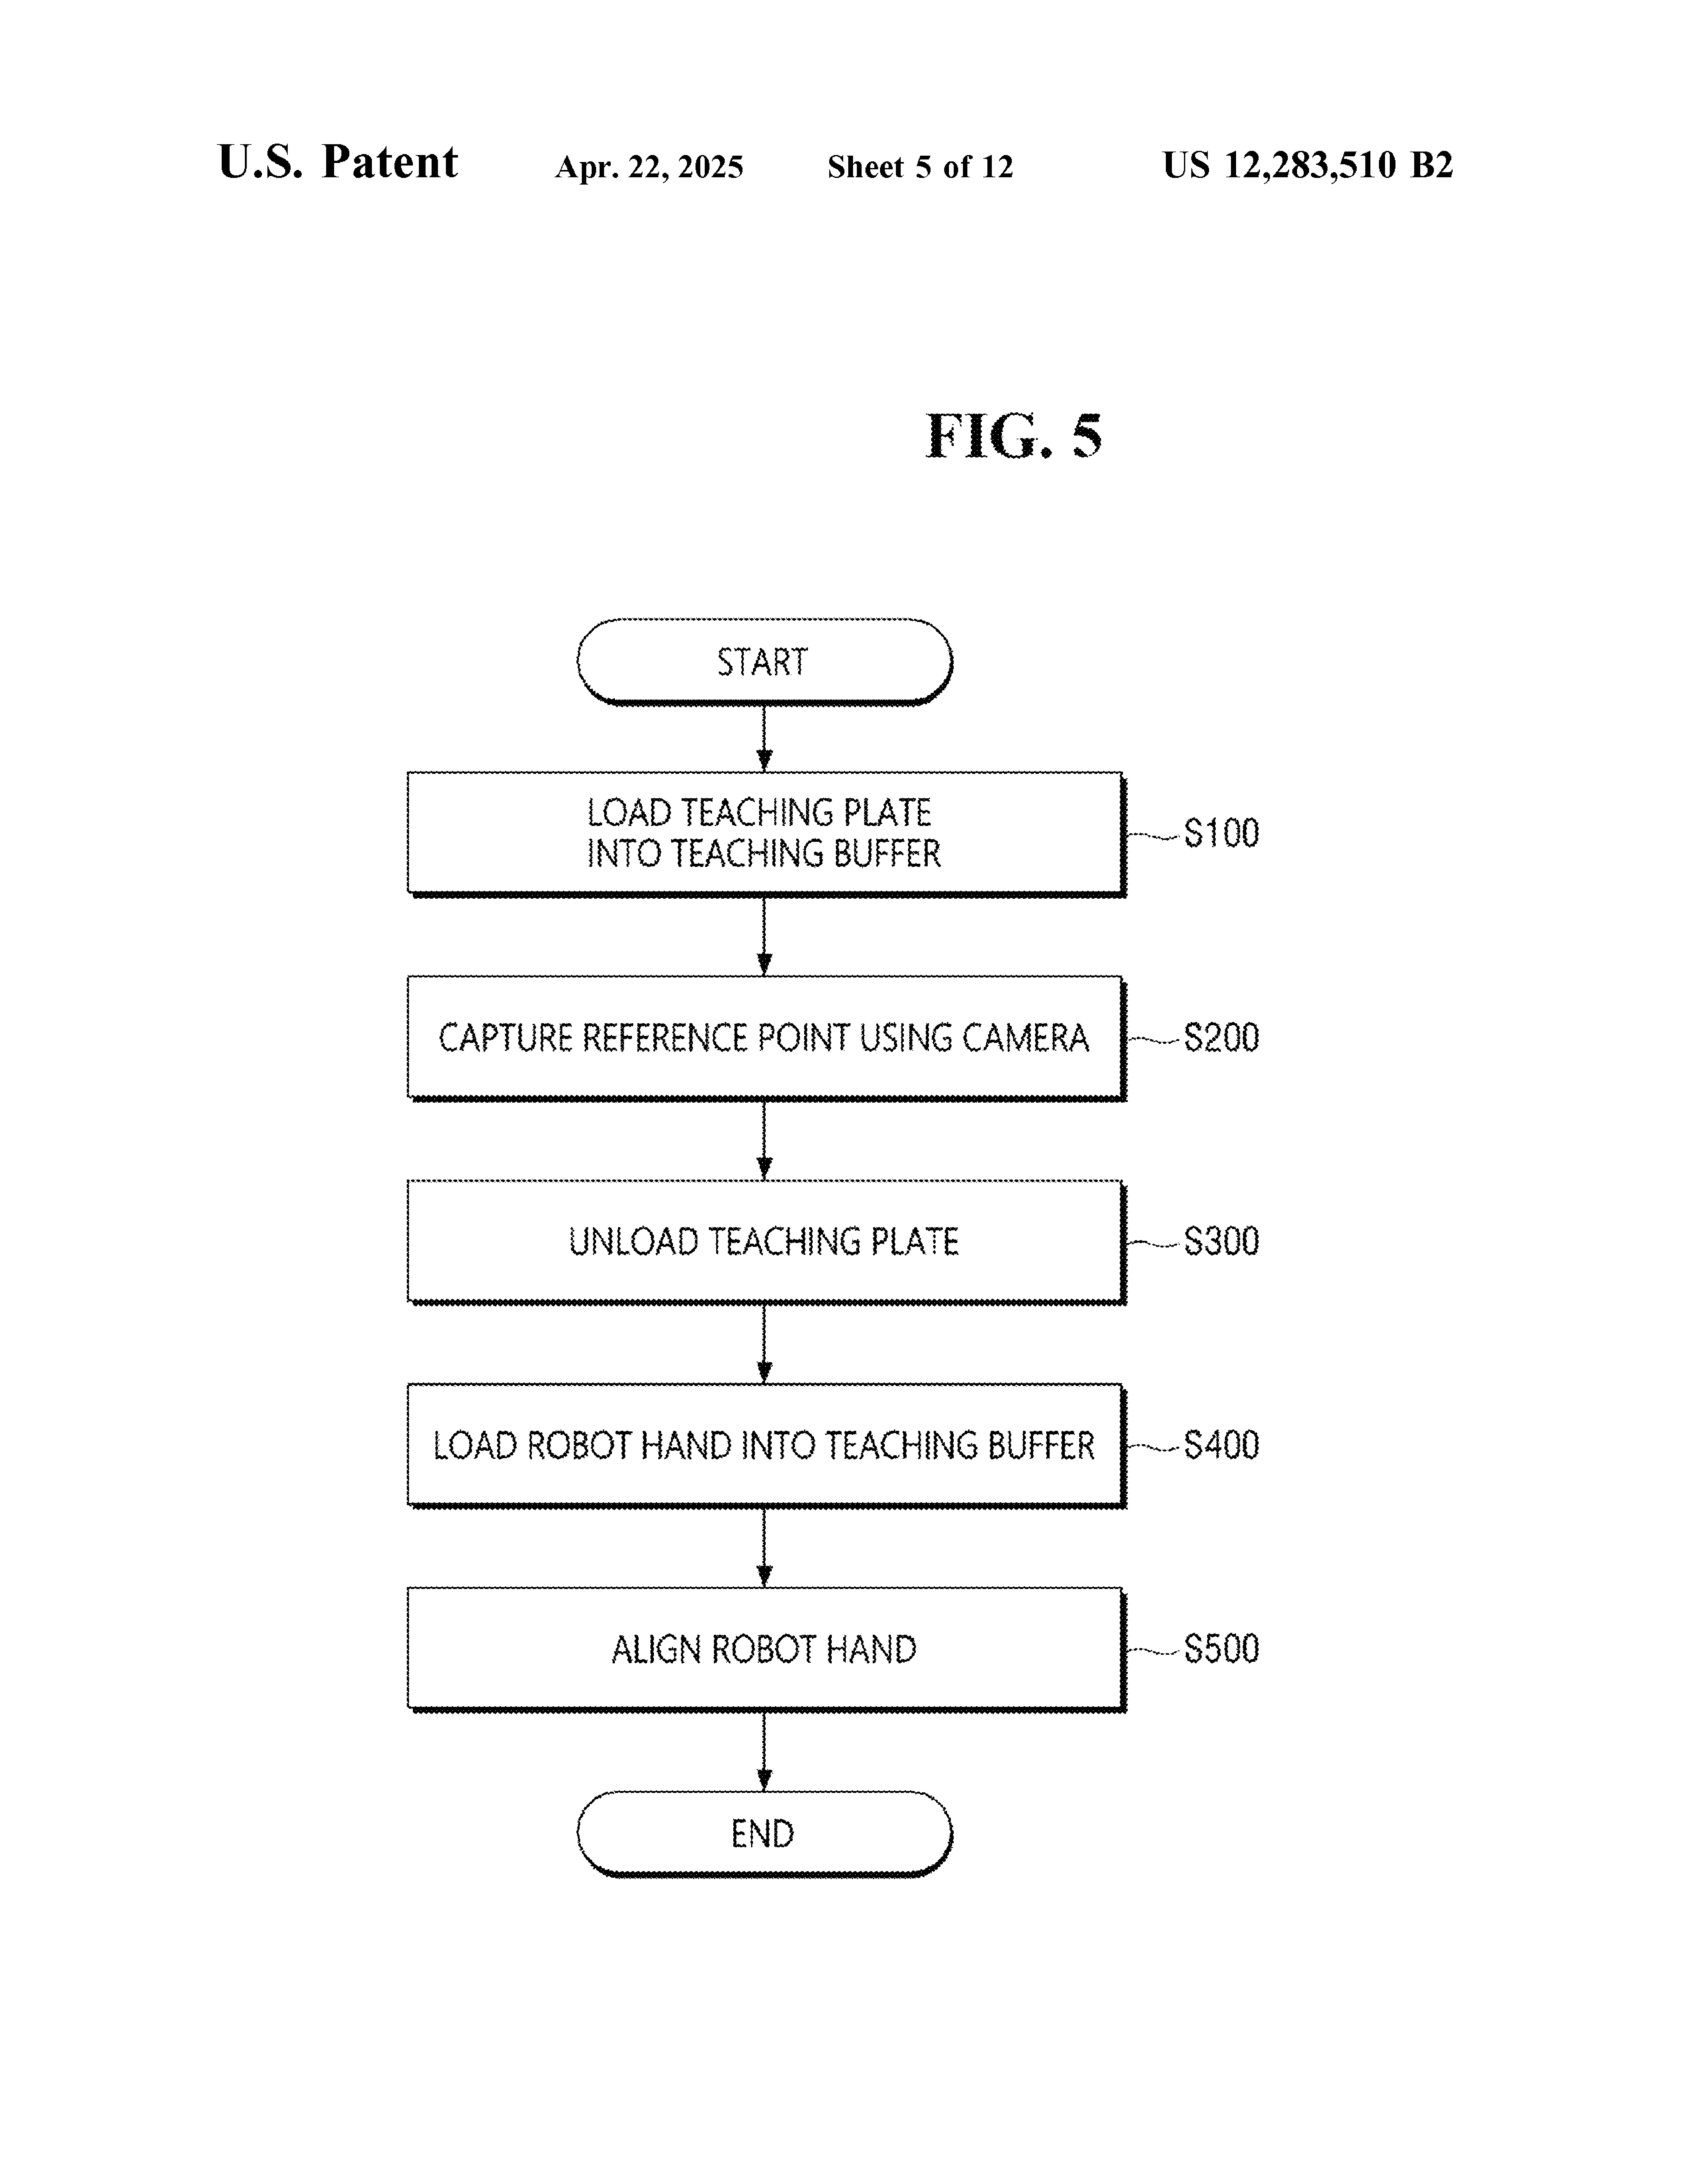 U.S. Patent Apr. 22, 2025 Sheet 5 of 12 US 12,283,510 B2
FIG. 5
START
LOAD TEACHING PLATE
INTO TEACHING BUFFER
S100
CAPTURE REFERENCE POINT USING CAMERA
S200
UNLOAD TEACHING PLATE
S300
LOAD ROBOT HAND INTO TEACHING BUFFER
S400
ALIGN ROBOT HAND
S500
END